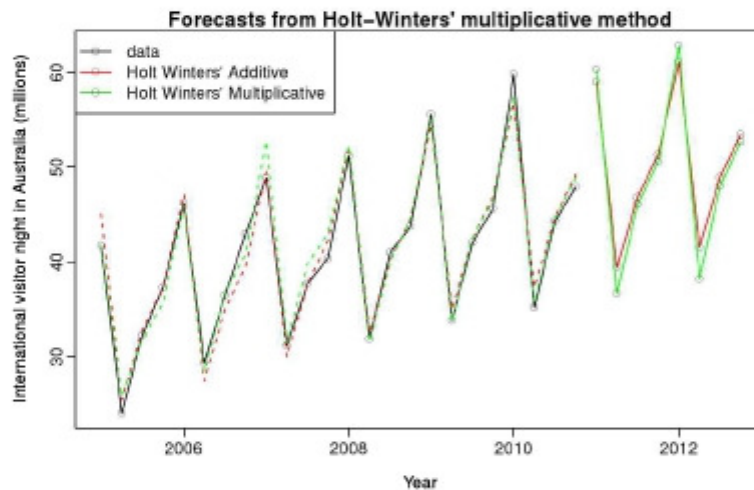 Forecasts from Holt-Winters' multiplicative method
data
Holt Winters' Additive
Holt Winters' Multiplicative
International visitor night in Australia (millions)
60
50
40
30
2006
2008
2010
2012
Year